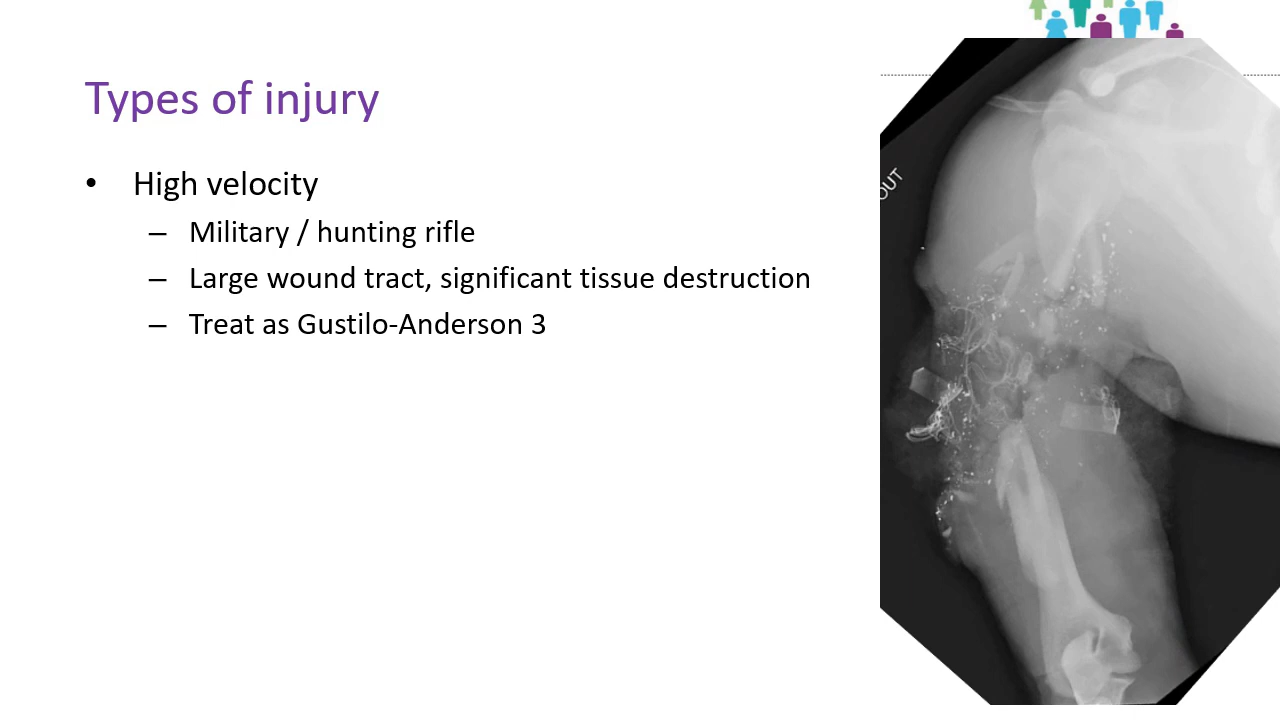 Types of injury
• High velocity
– Military / hunting rifle
– Large wound tract, significant tissue destruction
– Treat as Gustilo-Anderson 3
OUT